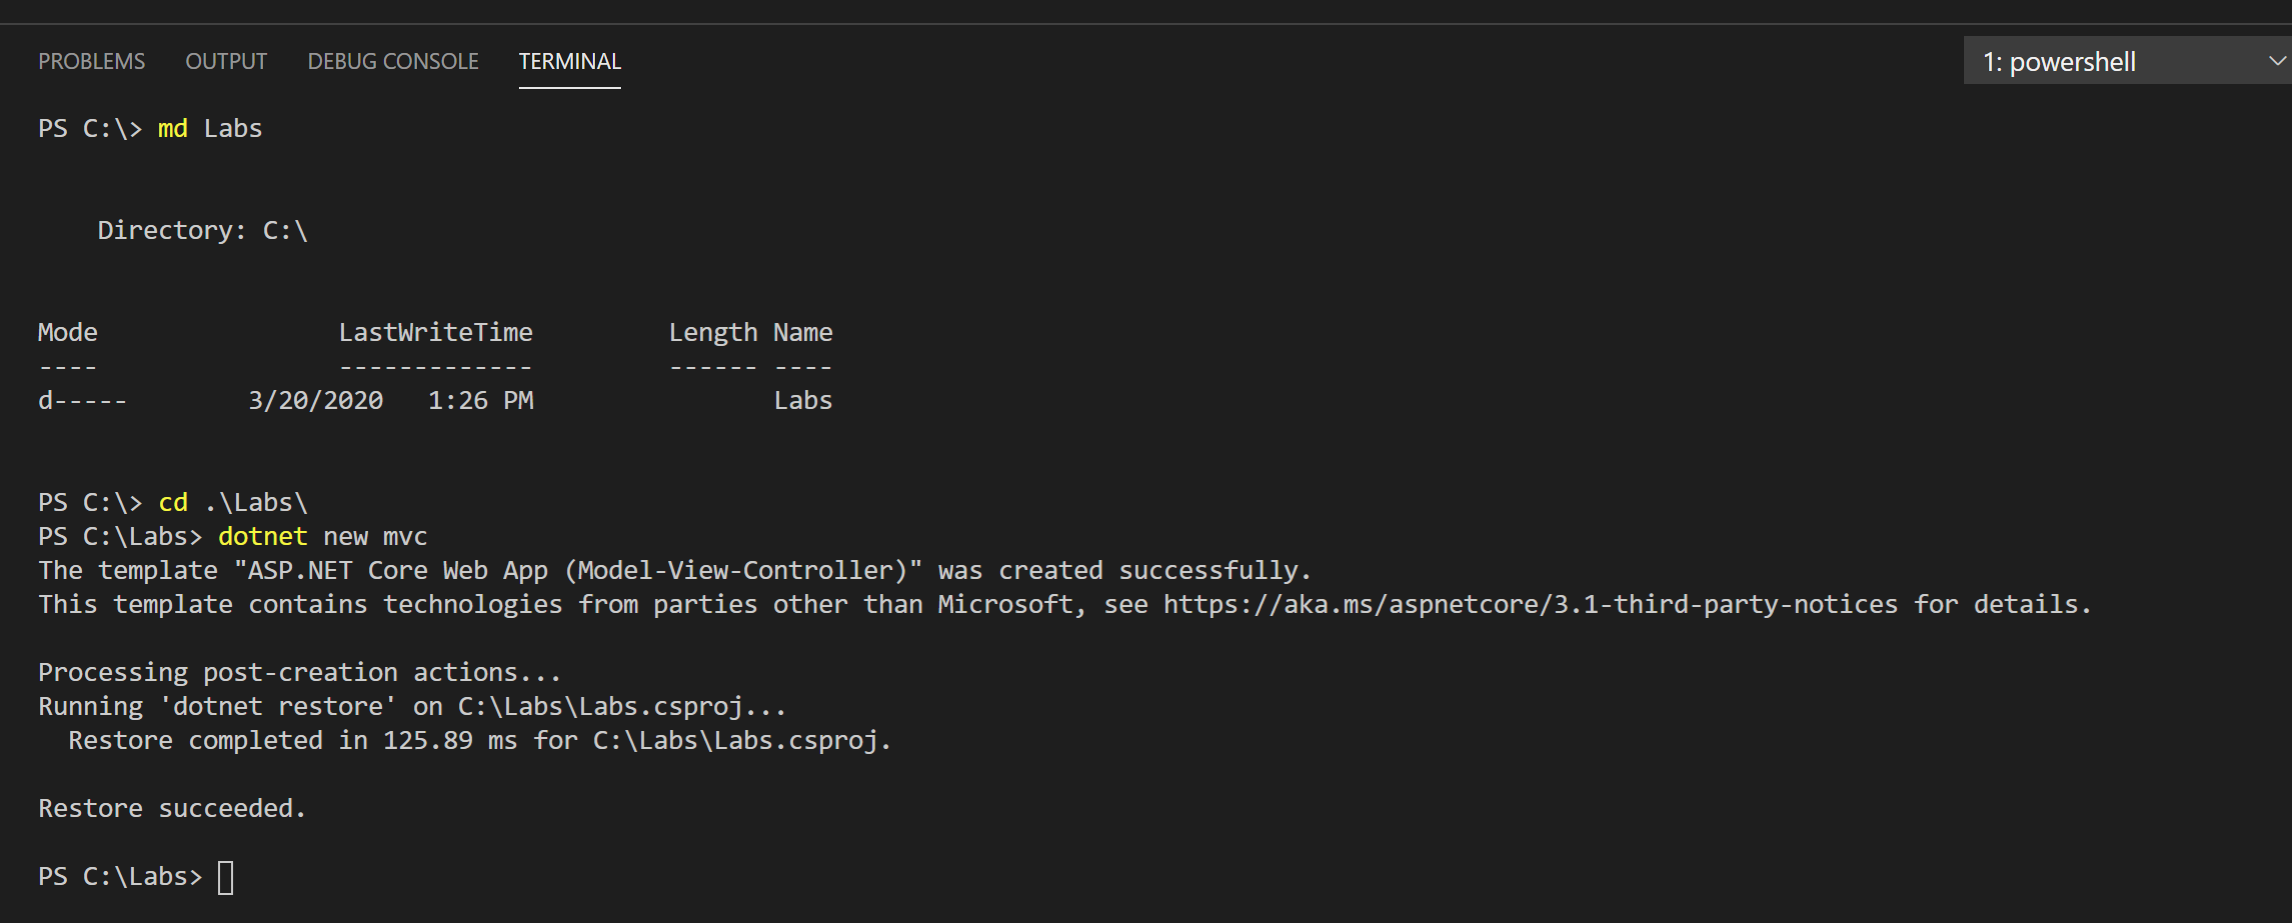 PROBLEMS OUTPUT DEBUG CONSOLE TERMINAL 1: powershell
PS C:\> md Labs
Directory: C:\
Mode LastWriteTime Length Name
---- ------------- ------ ----
d----- 3/20/2020 1:26 PM Labs
PS C:\> cd .\Labs\
PS C:\Labs> dotnet new mvc
The template "ASP.NET Core Web App (Model-View-Controller)" was created successfully.
This template contains technologies from parties other than Microsoft, see https://aka.ms/aspnetcore/3.1-third-party-notices for details.
Processing post-creation actions...
Running 'dotnet restore' on C:\Labs\Labs.csproj...
Restore completed in 125.89 ms for C:\Labs\Labs.csproj.
Restore succeeded.
PS C:\Labs>